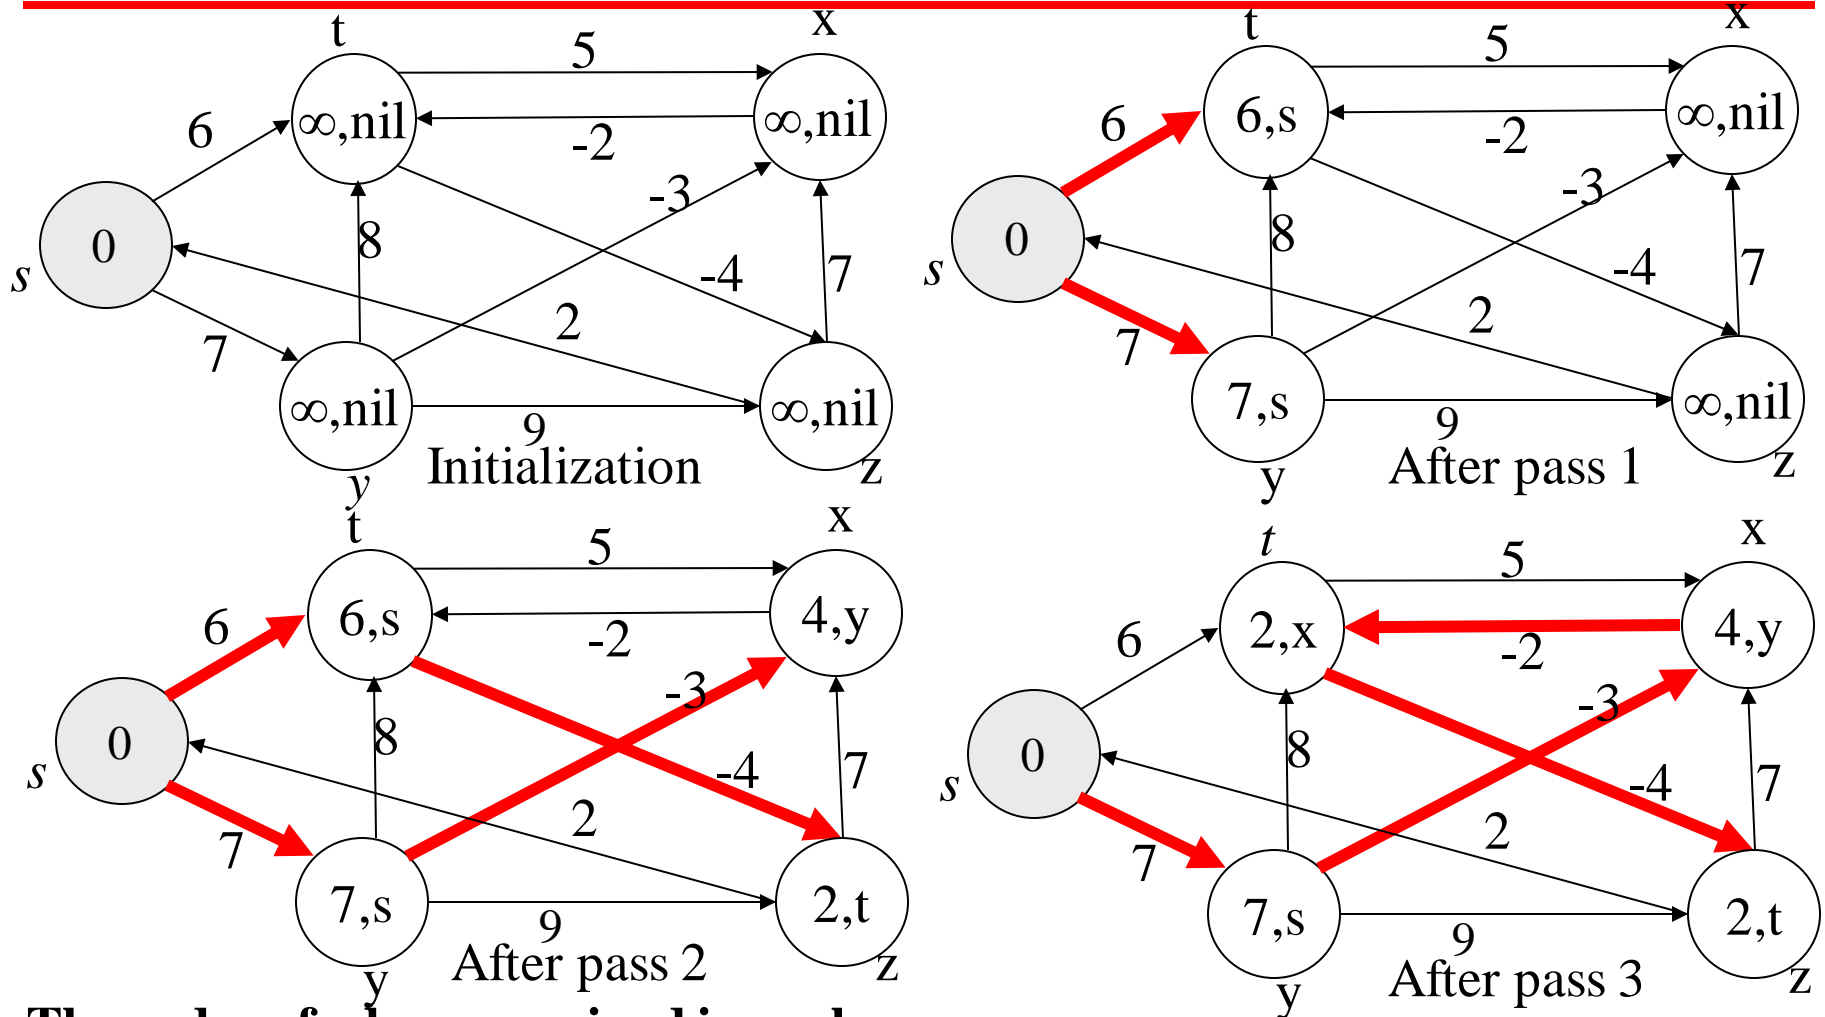 t
x
5
6
∞,nil
∞,nil
-2
-3
0
8
s
-4
7
2
7
∞,nil
∞,nil
9
Initialization
y
z
t
x
5
6
6,s
∞,nil
-2
-3
0
8
s
-4
7
2
7
7,s
∞,nil
9
After pass 1
y
z
t
x
5
6
6,s
4,y
-2
-3
0
8
s
-4
7
2
7
7,s
2,t
9
After pass 2
y
z
t
x
5
6
2,x
4,y
-2
-3
0
8
s
-4
7
2
7
7,s
2,t
9
After pass 3
y
z